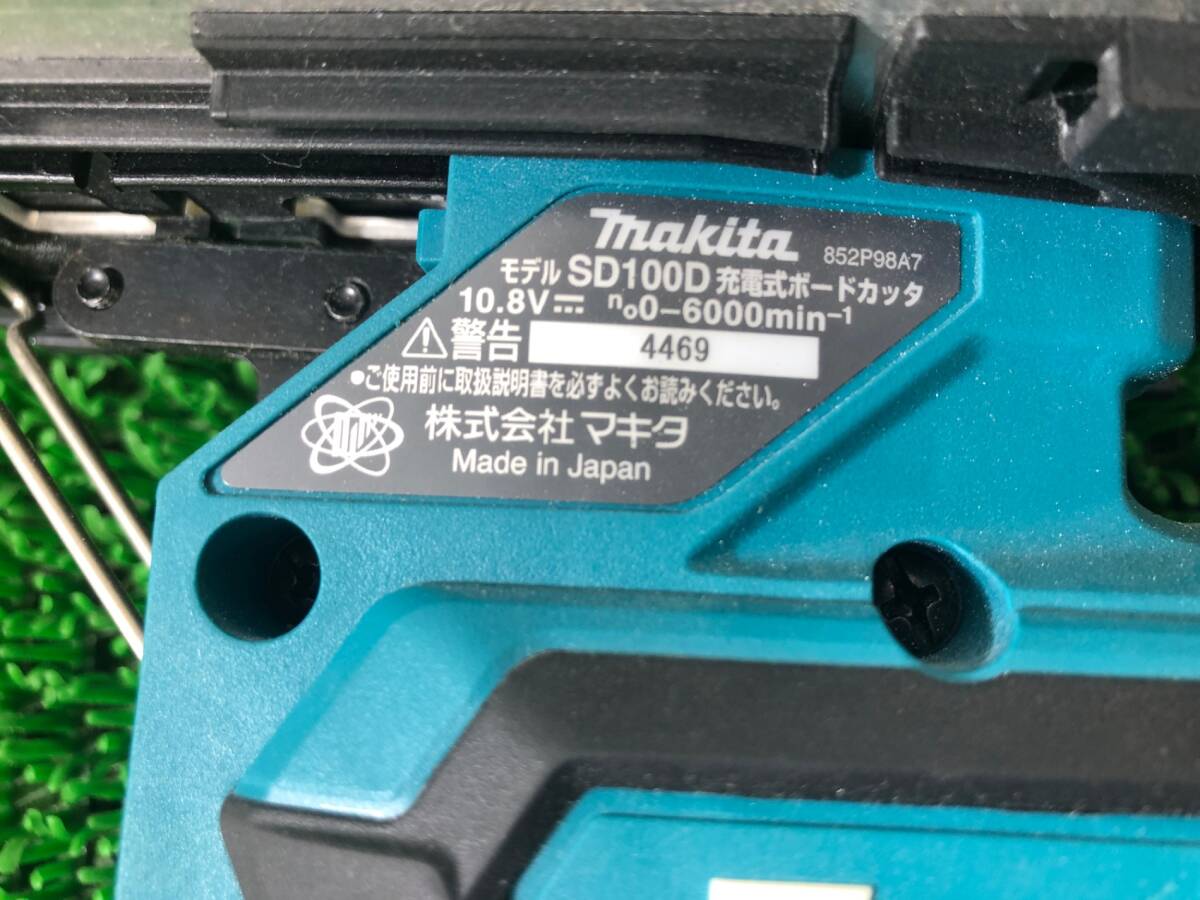 makita 852P98A7
モデル SD100D 充電式ボードカッタ
10.8V⎓ no0-6000min-1
⚠警告 4469
●ご使用前に取扱説明書を必ずよくお読みください。
株式会社 マキタ
Made in Japan